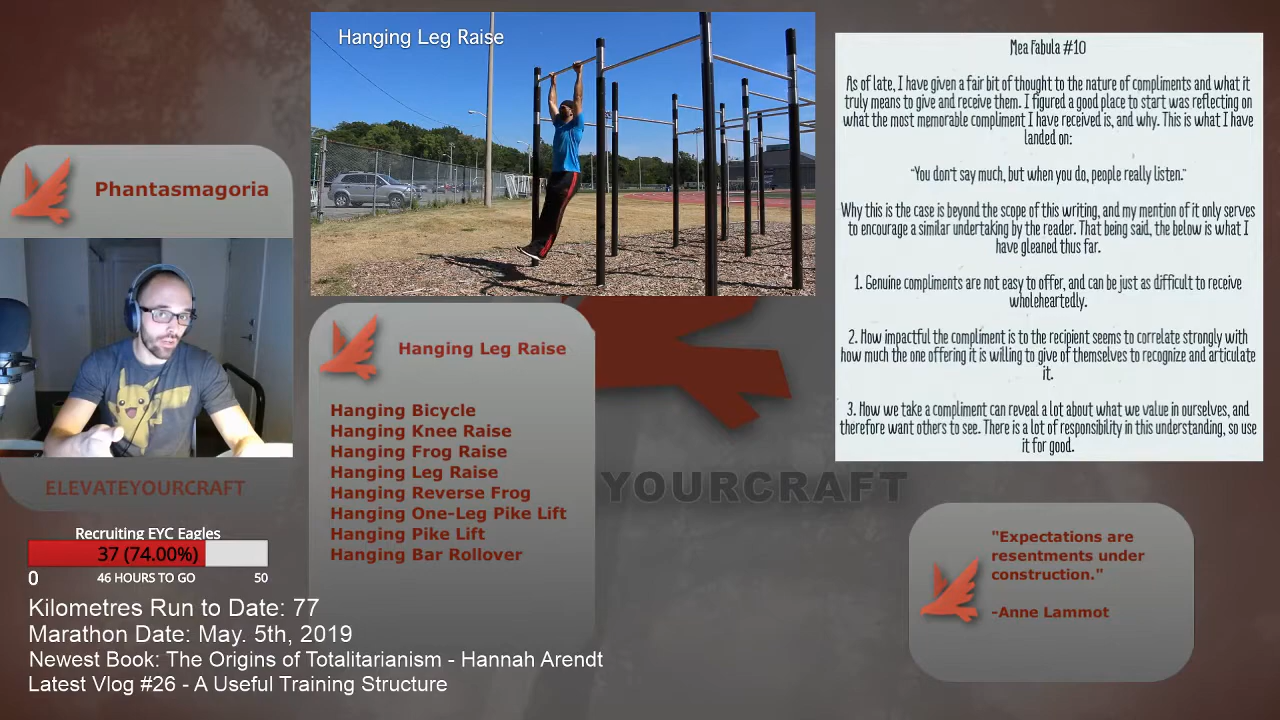 Hanging Leg Raise
Mea Fabula #10
As of late, I have given a fair bit of thought to the nature of compliments and what it
truly means to give and receive them. I figured a good place to start was reflecting on
what the most memorable compliment I have received is, and why. This is what I have
landed on:
"You don't say much, but when you do, people really listen."
Why this is the case is beyond the scope of this writing, and my mention of it only serves
to encourage a similar undertaking by the reader. That being said, the below is what I
have gleaned thus far.
1. Genuine compliments are not easy to offer, and can be just as difficult to receive
wholeheartedly.
2. How impactful the compliment is to the recipient seems to correlate strongly with
how much the one offering it is willing to give of themselves to recognize and articulate
it.
3. How we take a compliment can reveal a lot about what we value in ourselves, and
therefore want others to see. There is a lot of responsibility in this understanding, so use
it for good.
Phantasmagoria
ELEVATEYOURCRAFT
Hanging Leg Raise
Hanging Bicycle
Hanging Knee Raise
Hanging Frog Raise
Hanging Leg Raise
Hanging Reverse Frog
Hanging One-Leg Pike Lift
Hanging Pike Lift
Hanging Bar Rollover
YOURCRAFT
"Expectations are
resentments under
construction."
-Anne Lammot
Recruiting EYC Eagles
37 (74.00%)
0 46 HOURS TO GO 50
Kilometres Run to Date: 77
Marathon Date: May. 5th, 2019
Newest Book: The Origins of Totalitarianism - Hannah Arendt
Latest Vlog #26 - A Useful Training Structure